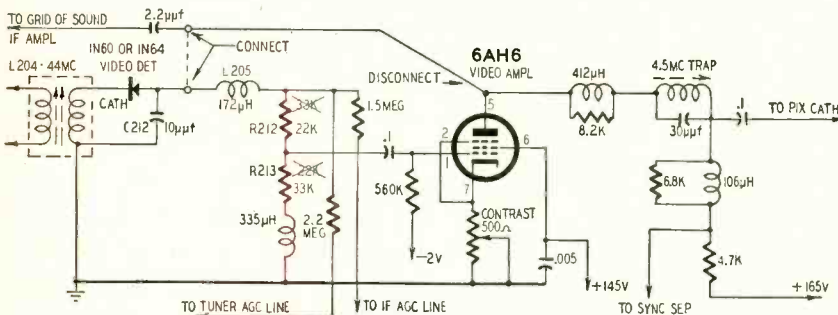 TO GRID OF SOUND
IF AMPL
2.2µµf
CONNECT
L204-44MC
IN60 OR IN64
VIDEO DET
CATH
C212
10µµf
L205
172µH
DISCONNECT
6AH6
VIDEO AMPL
412µH
8.2K
4.5MC TRAP
30µµf
.1
TO PIX CATH
33K
R212
22K
1.5MEG
R213
22K
33K
335µH
2.2
MEG
.1
560K
-2V
5
2
1
6
7
CONTRAST
500Ω
.005
+145V
6.8K
106µH
4.7K
+165V
TO SYNC SEP
TO TUNER AGC LINE
TO IF AGC LINE